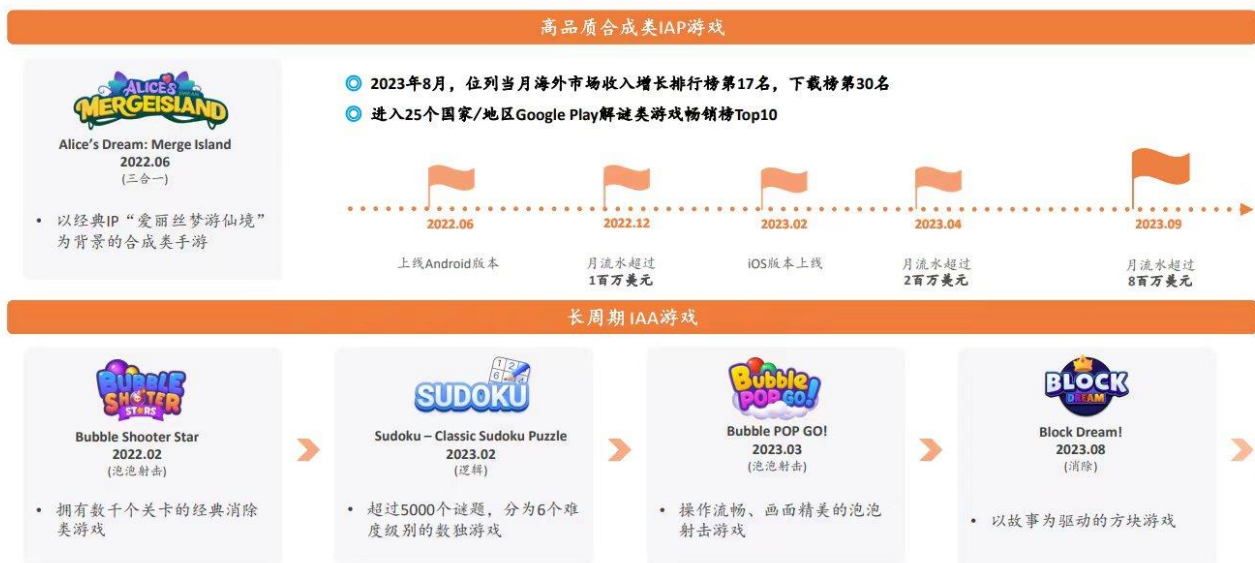 高品质合成类IAP游戏
ALICE'S DREAM
MERGEISLAND
Alice's Dream: Merge Island
2022.06
(三合一)
• 以经典IP“爱丽丝梦游仙境”
为背景的合成类手游
2023年8月，位列当月海外市场收入增长排行榜第17名，下载榜第30名
进入25个国家/地区Google Play解谜类游戏畅销榜Top10
2022.06
2022.12
2023.02
2023.04
2023.09
上线Android版本
月流水超过
1百万美元
iOS版本上线
月流水超过
2百万美元
月流水超过
8百万美元
长周期IAA游戏
BUBBLE
SHOOTER
STARS
Bubble Shooter Star
2022.02
(泡泡射击)
• 拥有数千个关卡的经典消除
类游戏
1 2
6
SUDOKU
Sudoku – Classic Sudoku Puzzle
2023.02
(逻辑)
• 超过5000个谜题，分为6个难
度级别的数独游戏
Bubble
POP GO!
Bubble POP GO!
2023.03
(泡泡射击)
• 操作流畅、画面精美的泡泡
射击游戏
BLOCK
DREAM
Block Dream!
2023.08
(消除)
• 以故事为驱动的方块游戏